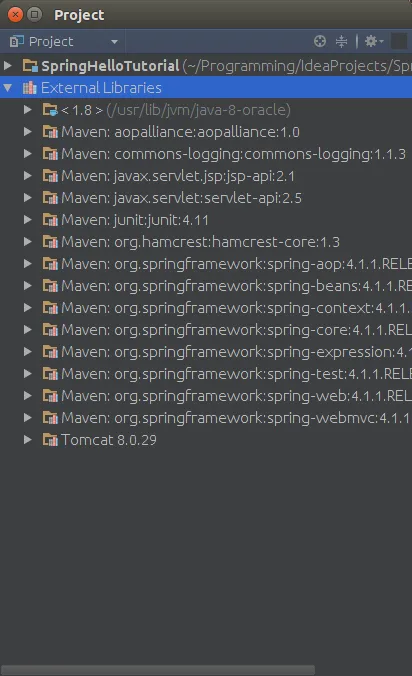 Project
Project
SpringHelloTutorial (~/Programming/IdeaProjects/Sp
External Libraries
< 1.8 > (/usr/lib/jvm/java-8-oracle)
Maven: aopalliance:aopalliance:1.0
Maven: commons-logging:commons-logging:1.1.3
Maven: javax.servlet.jsp:jsp-api:2.1
Maven: javax.servlet:servlet-api:2.5
Maven: junit:junit:4.11
Maven: org.hamcrest:hamcrest-core:1.3
Maven: org.springframework:spring-aop:4.1.1.RELE
Maven: org.springframework:spring-beans:4.1.1.RE
Maven: org.springframework:spring-context:4.1.1.
Maven: org.springframework:spring-core:4.1.1.REL
Maven: org.springframework:spring-expression:4.1
Maven: org.springframework:spring-test:4.1.1.RELE
Maven: org.springframework:spring-web:4.1.1.RELE
Maven: org.springframework:spring-webmvc:4.1.1
Tomcat 8.0.29